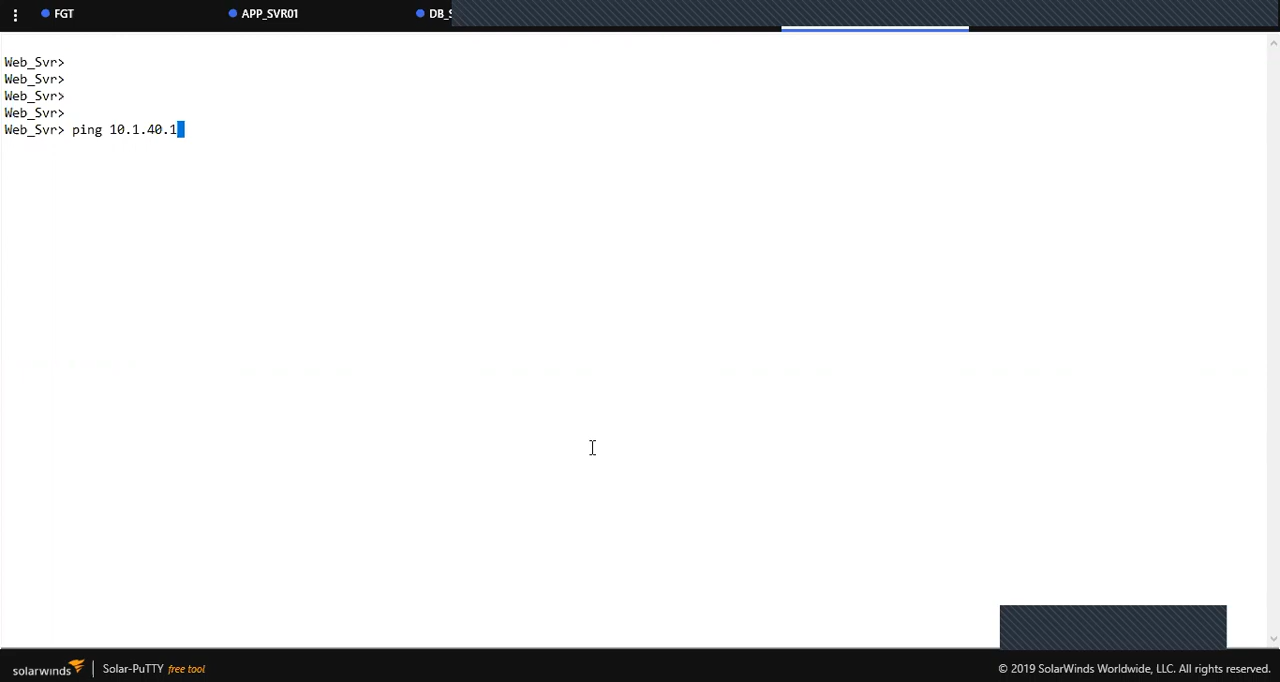 FGT
APP_SVR01
Web_Svr>
Web_Svr>
Web_Svr>
Web_Svr>
Web_Svr> ping 10.1.40.1
solarwinds
Solar-PuTTY free tool
© 2019 SolarWinds Worldwide, LLC. All rights reserved.